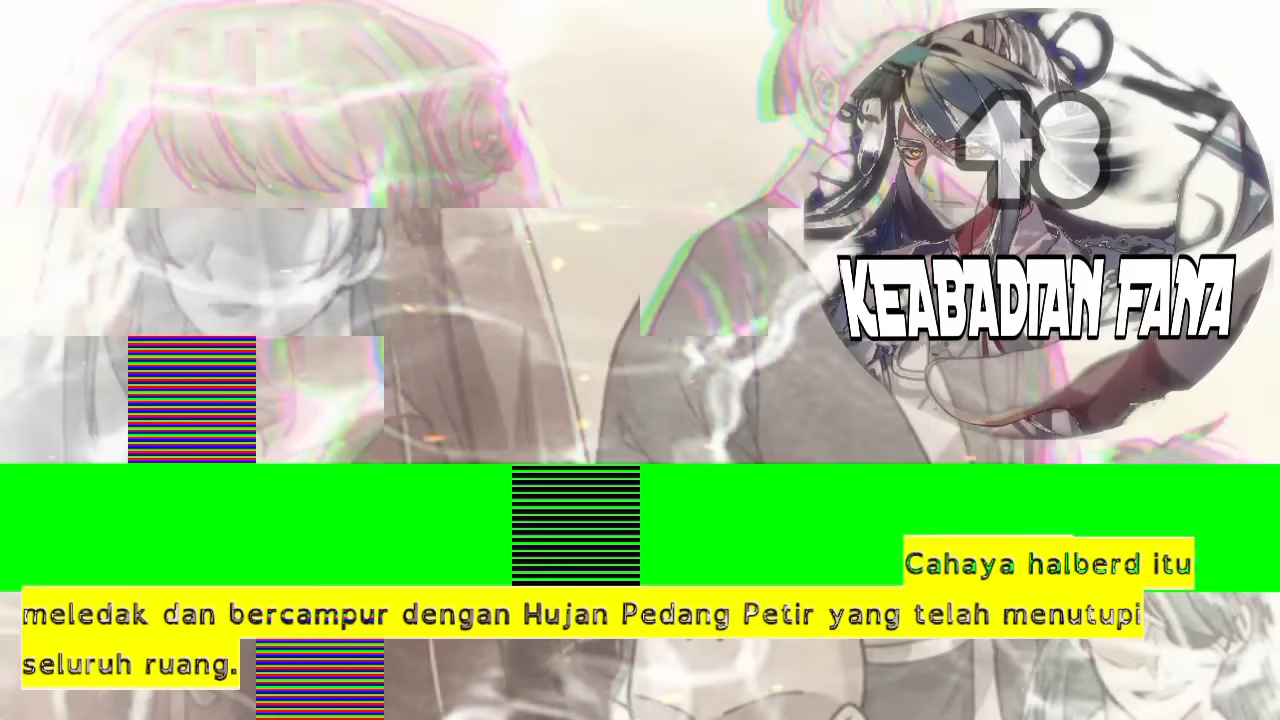 48
KEABADIAN FANA
Cahaya halberd itu
meledak dan bercampur dengan Hujan Pedang Petir yang telah menutupi
seluruh ruang.